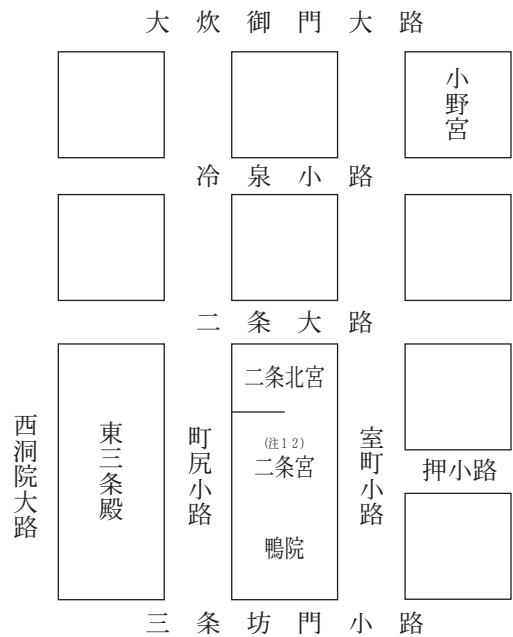 大炊御門大路
小野宮
冷泉小路
二条大路
二条北宮
西洞院大路
東三条殿
町尻小路
(注12)
二条宮
鴨院
室町小路
押小路
三条坊門小路